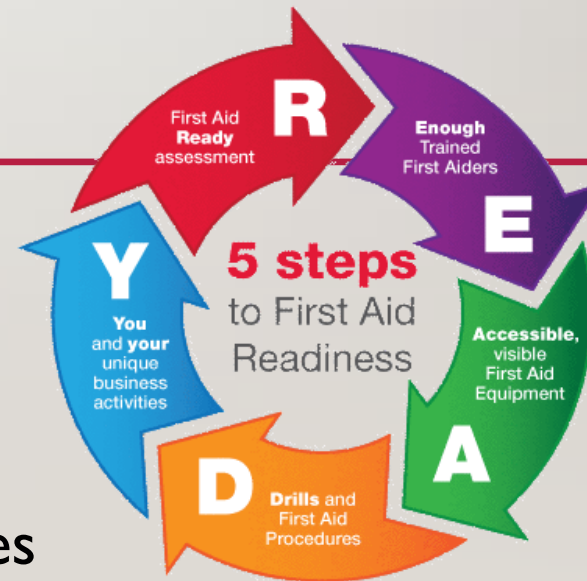 R
First Aid
Ready
assessment
E
Enough
Trained
First Aiders
A
Accessible,
visible
First Aid
Equipment
D
Drills and
First Aid
Procedures
Y
You
and your
unique
business
activities
5 steps
to First Aid
Readiness
es